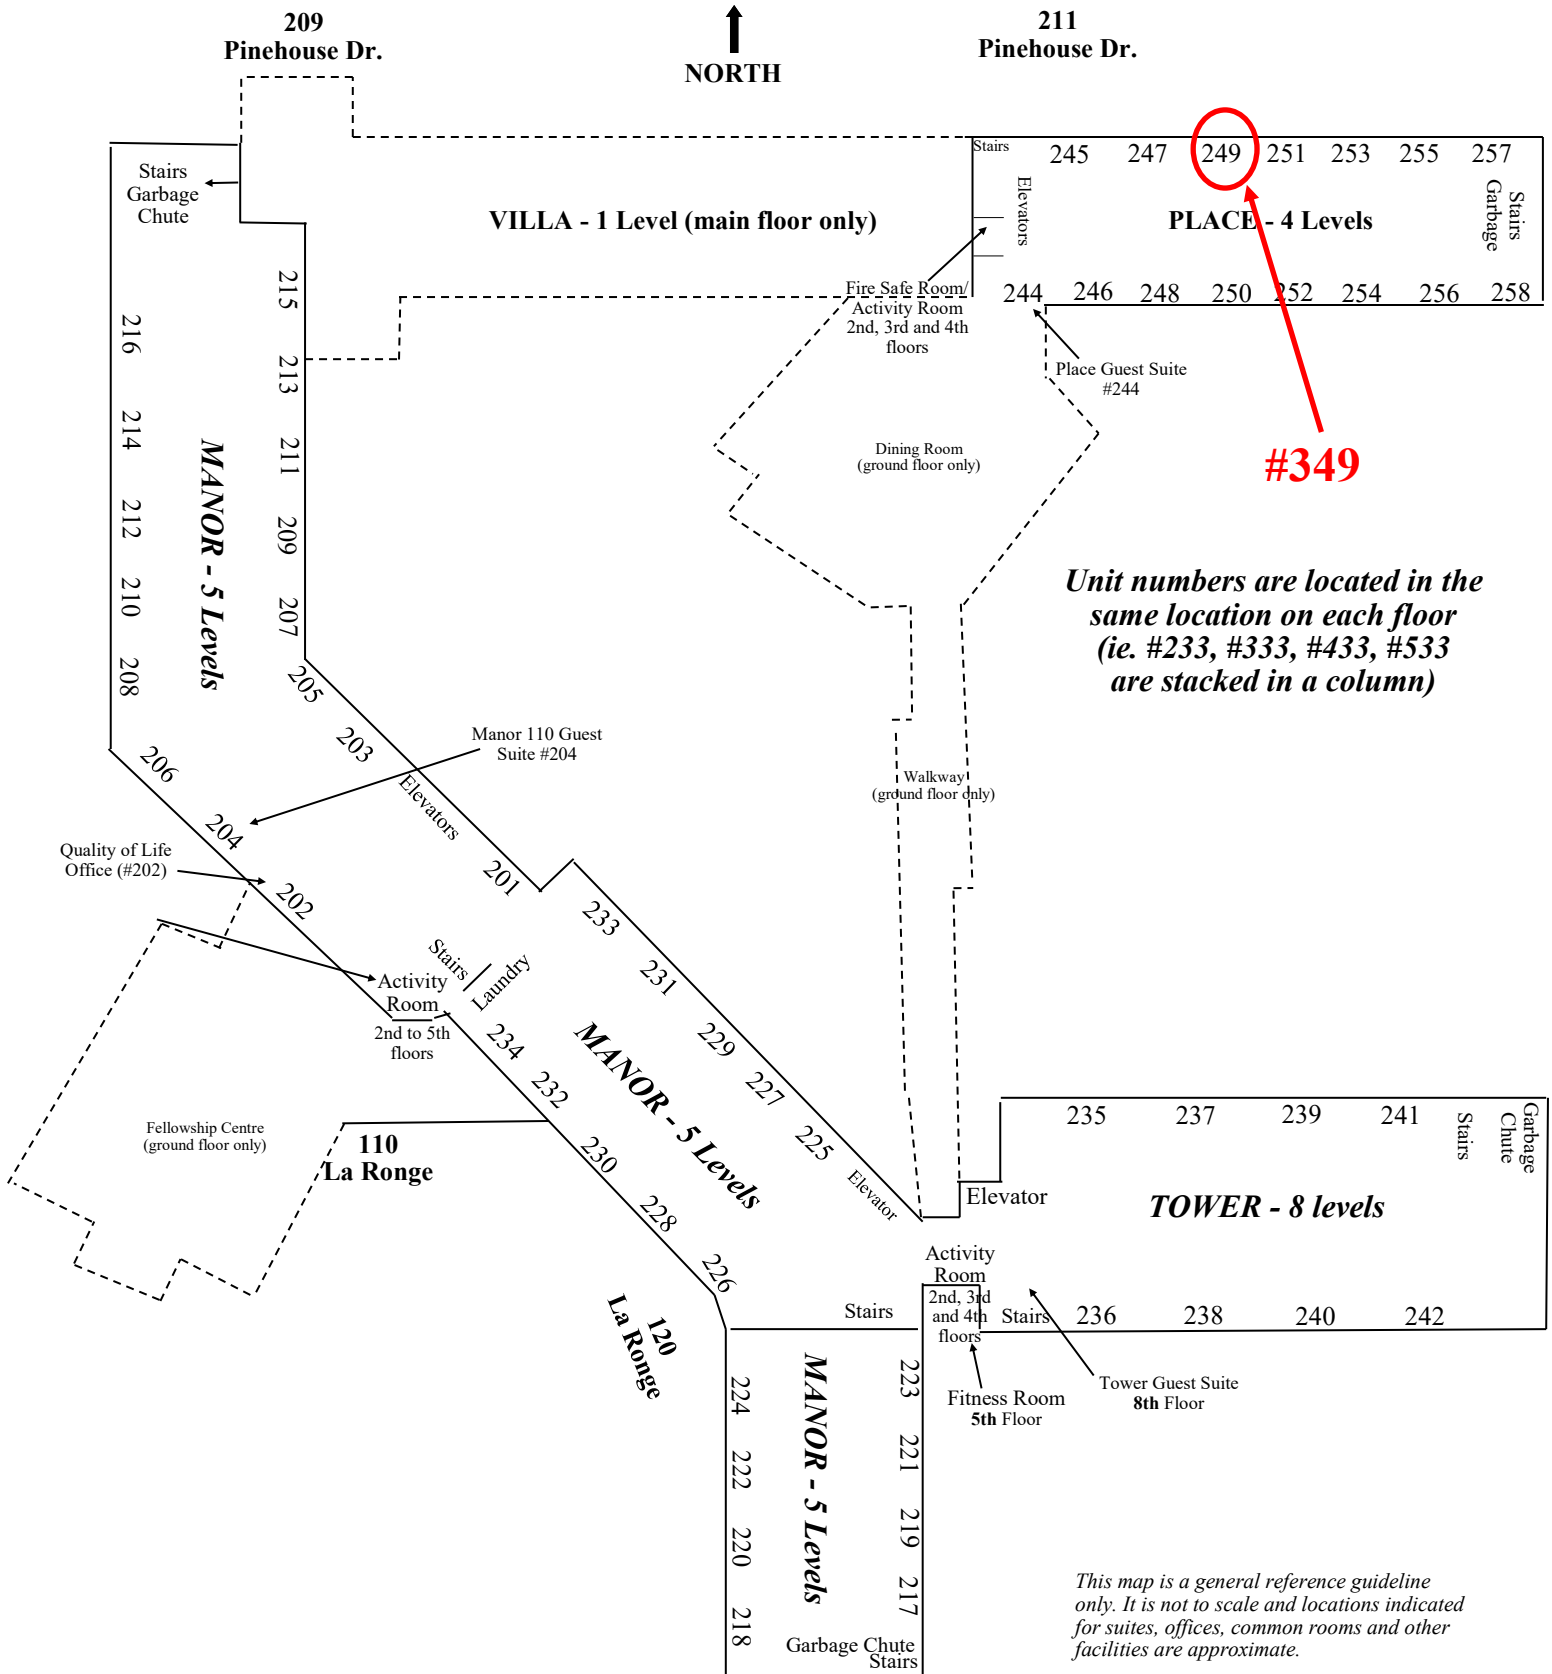 209
Pinehouse Dr.
NORTH
211
Pinehouse Dr.
Stairs
Garbage
Chute
VILLA - 1 Level (main floor only)
Stairs
Elevators
245 247 249 251 253 255 257
PLACE - 4 Levels
Stairs
Garbage
Fire Safe Room/
Activity Room
2nd, 3rd and 4th
floors
244 246 248 250 252 254 256 258
Place Guest Suite
#244
#349
Dining Room
(ground floor only)
Unit numbers are located in the
same location on each floor
(ie. #233, #333, #433, #533
are stacked in a column)
215
213
211
209
207
205
203
Elevators
201
216
214
212
210
208
206
204
202
MANOR - 5 Levels
Manor 110 Guest
Suite #204
Quality of Life
Office (#202)
Walkway
(ground floor only)
Stairs
Laundry
Activity
Room
2nd to 5th
floors
233
231
229
227
225
Elevator
MANOR - 5 Levels
234
232
230
228
226
Fellowship Centre
(ground floor only)
110
La Ronge
120
La Ronge
235 237 239 241
Stairs
Garbage
Chute
Elevator
TOWER - 8 levels
Activity
Room
2nd, 3rd
and 4th
floors
Stairs
Stairs
236 238 240 242
Fitness Room
5th Floor
Tower Guest Suite
8th Floor
224
222
220
218
MANOR - 5 Levels
223
221
219
217
Garbage Chute
Stairs
This map is a general reference guideline
only. It is not to scale and locations indicated
for suites, offices, common rooms and other
facilities are approximate.